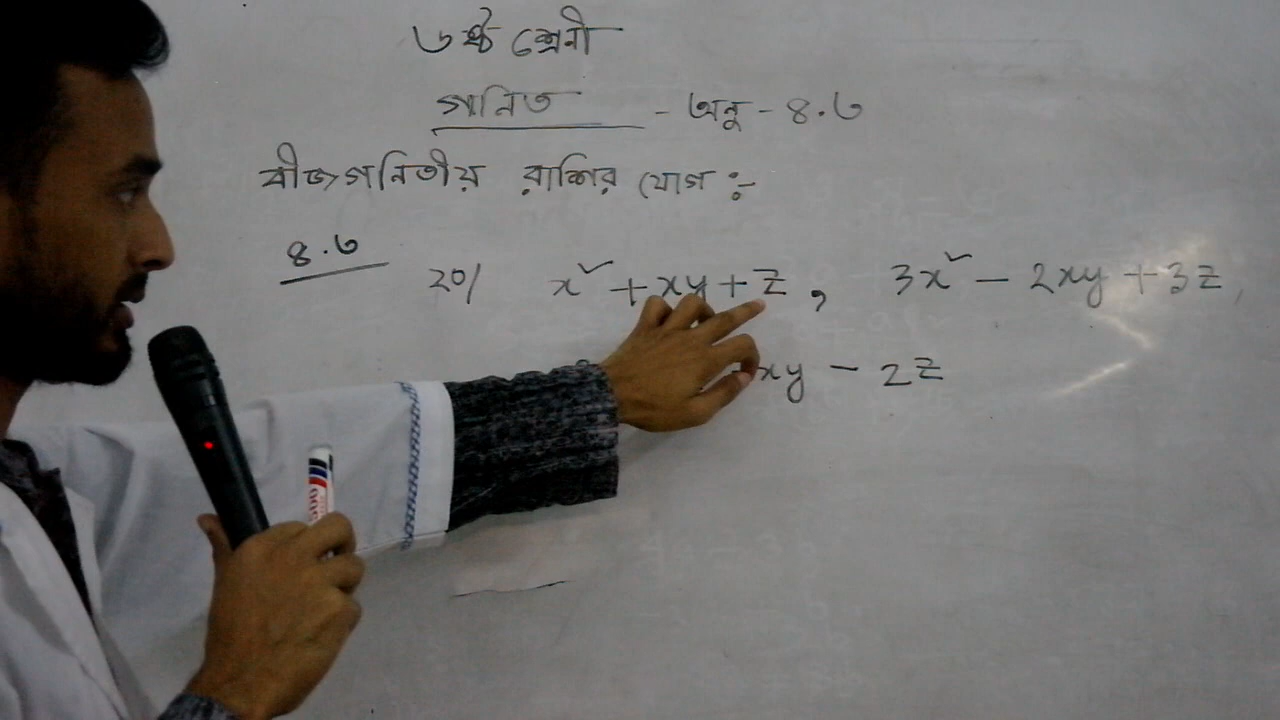 ৬ষ্ঠ শ্রেনী
গনিত - অনু - ৪.৬
বীজগনিতীয় রাশির যোগ :-
৪.৬
২০/ x² + xy + z , 3x² - 2xy + 3z,
xy - 2z